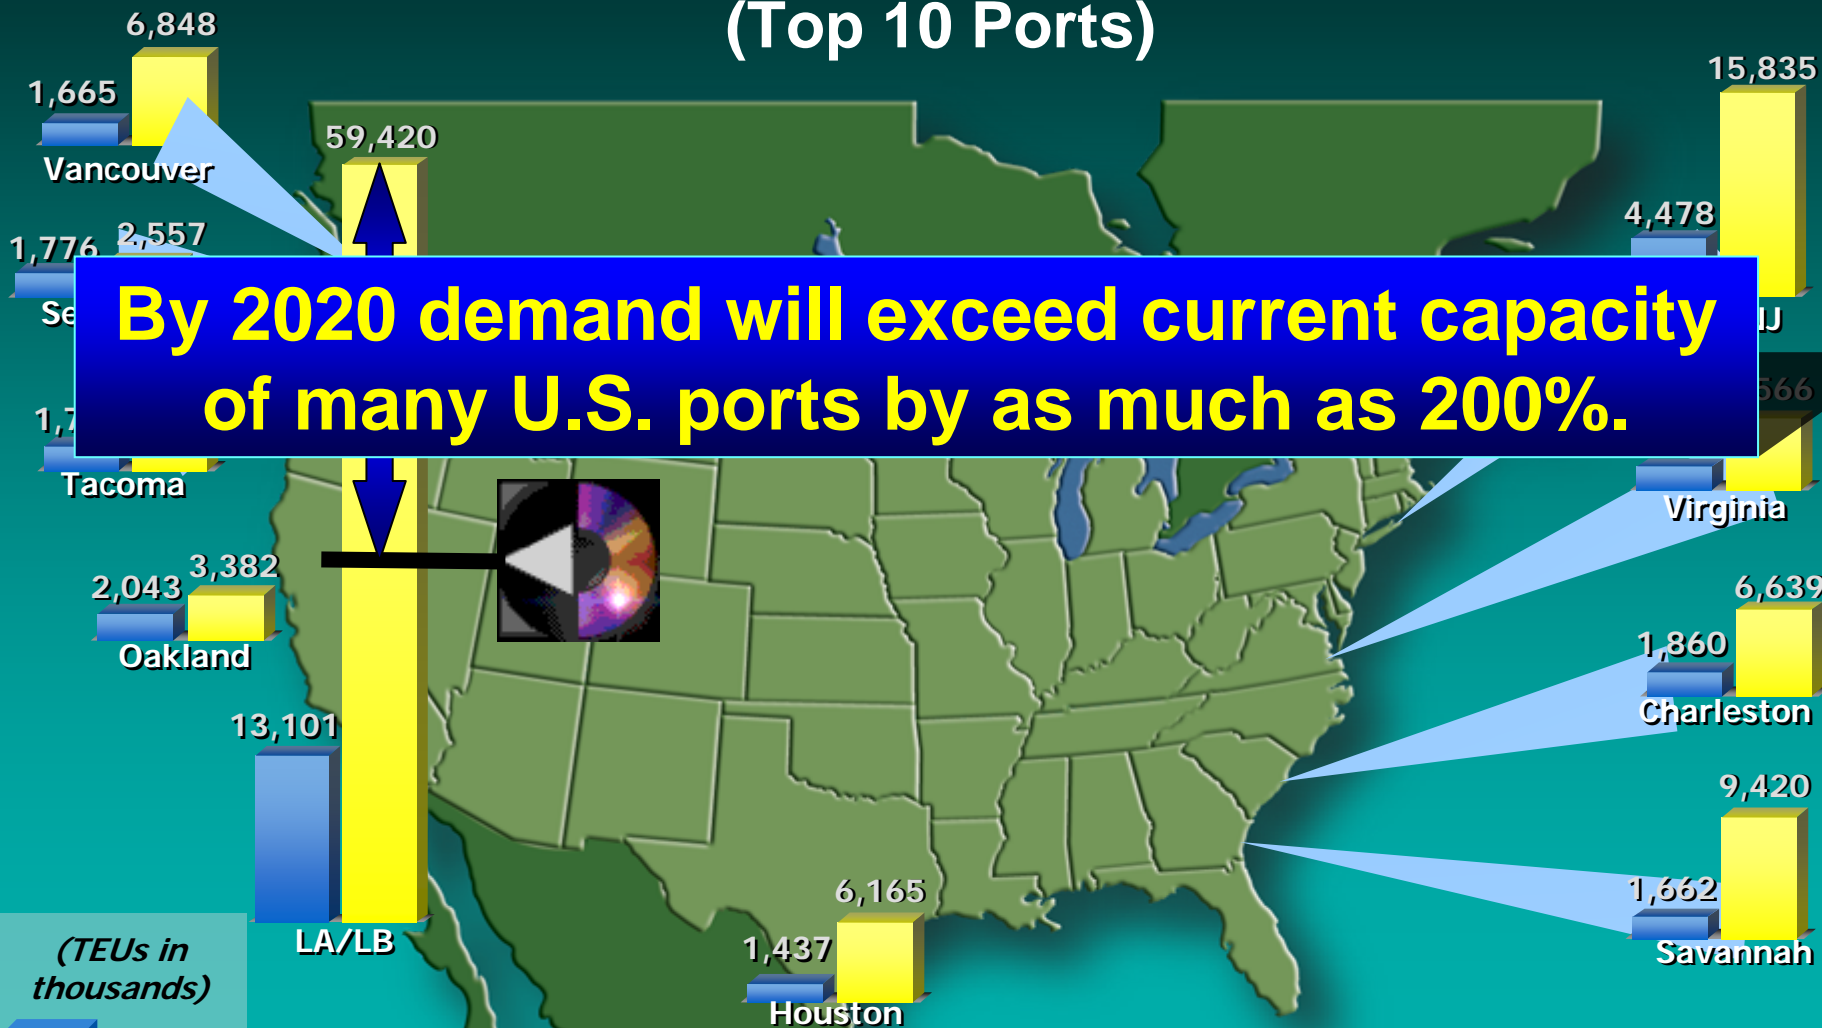 (Top 10 Ports)
6,848
1,665
Vancouver
59,420
15,835
4,478
1,776
2,557
By 2020 demand will exceed current capacity
of many U.S. ports by as much as 200%.
Tacoma
Virginia
2,043
3,382
Oakland
6,639
1,860
Charleston
13,101
LA/LB
9,420
1,662
Savannah
6,165
1,437
Houston
(TEUs in
thousands)